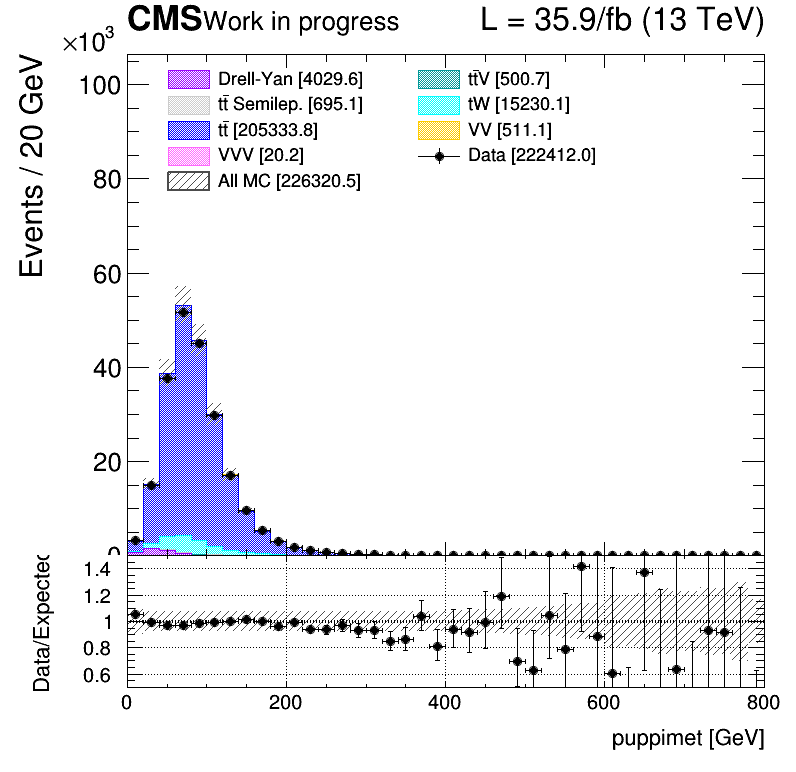 CMS Work in progress L = 35.9/fb (13 TeV)
×10³
Events / 20 GeV
100
80
60
40
20
0
Drell-Yan [4029.6]
tt̄ Semilep. [695.1]
tt̄ [205333.8]
VVV [20.2]
All MC [226320.5]
tt̄V [500.7]
tW [15230.1]
VV [511.1]
Data [222412.0]
Data/Expected
1.4
1.2
1
0.8
0.6
0 200 400 600 800
puppimet [GeV]